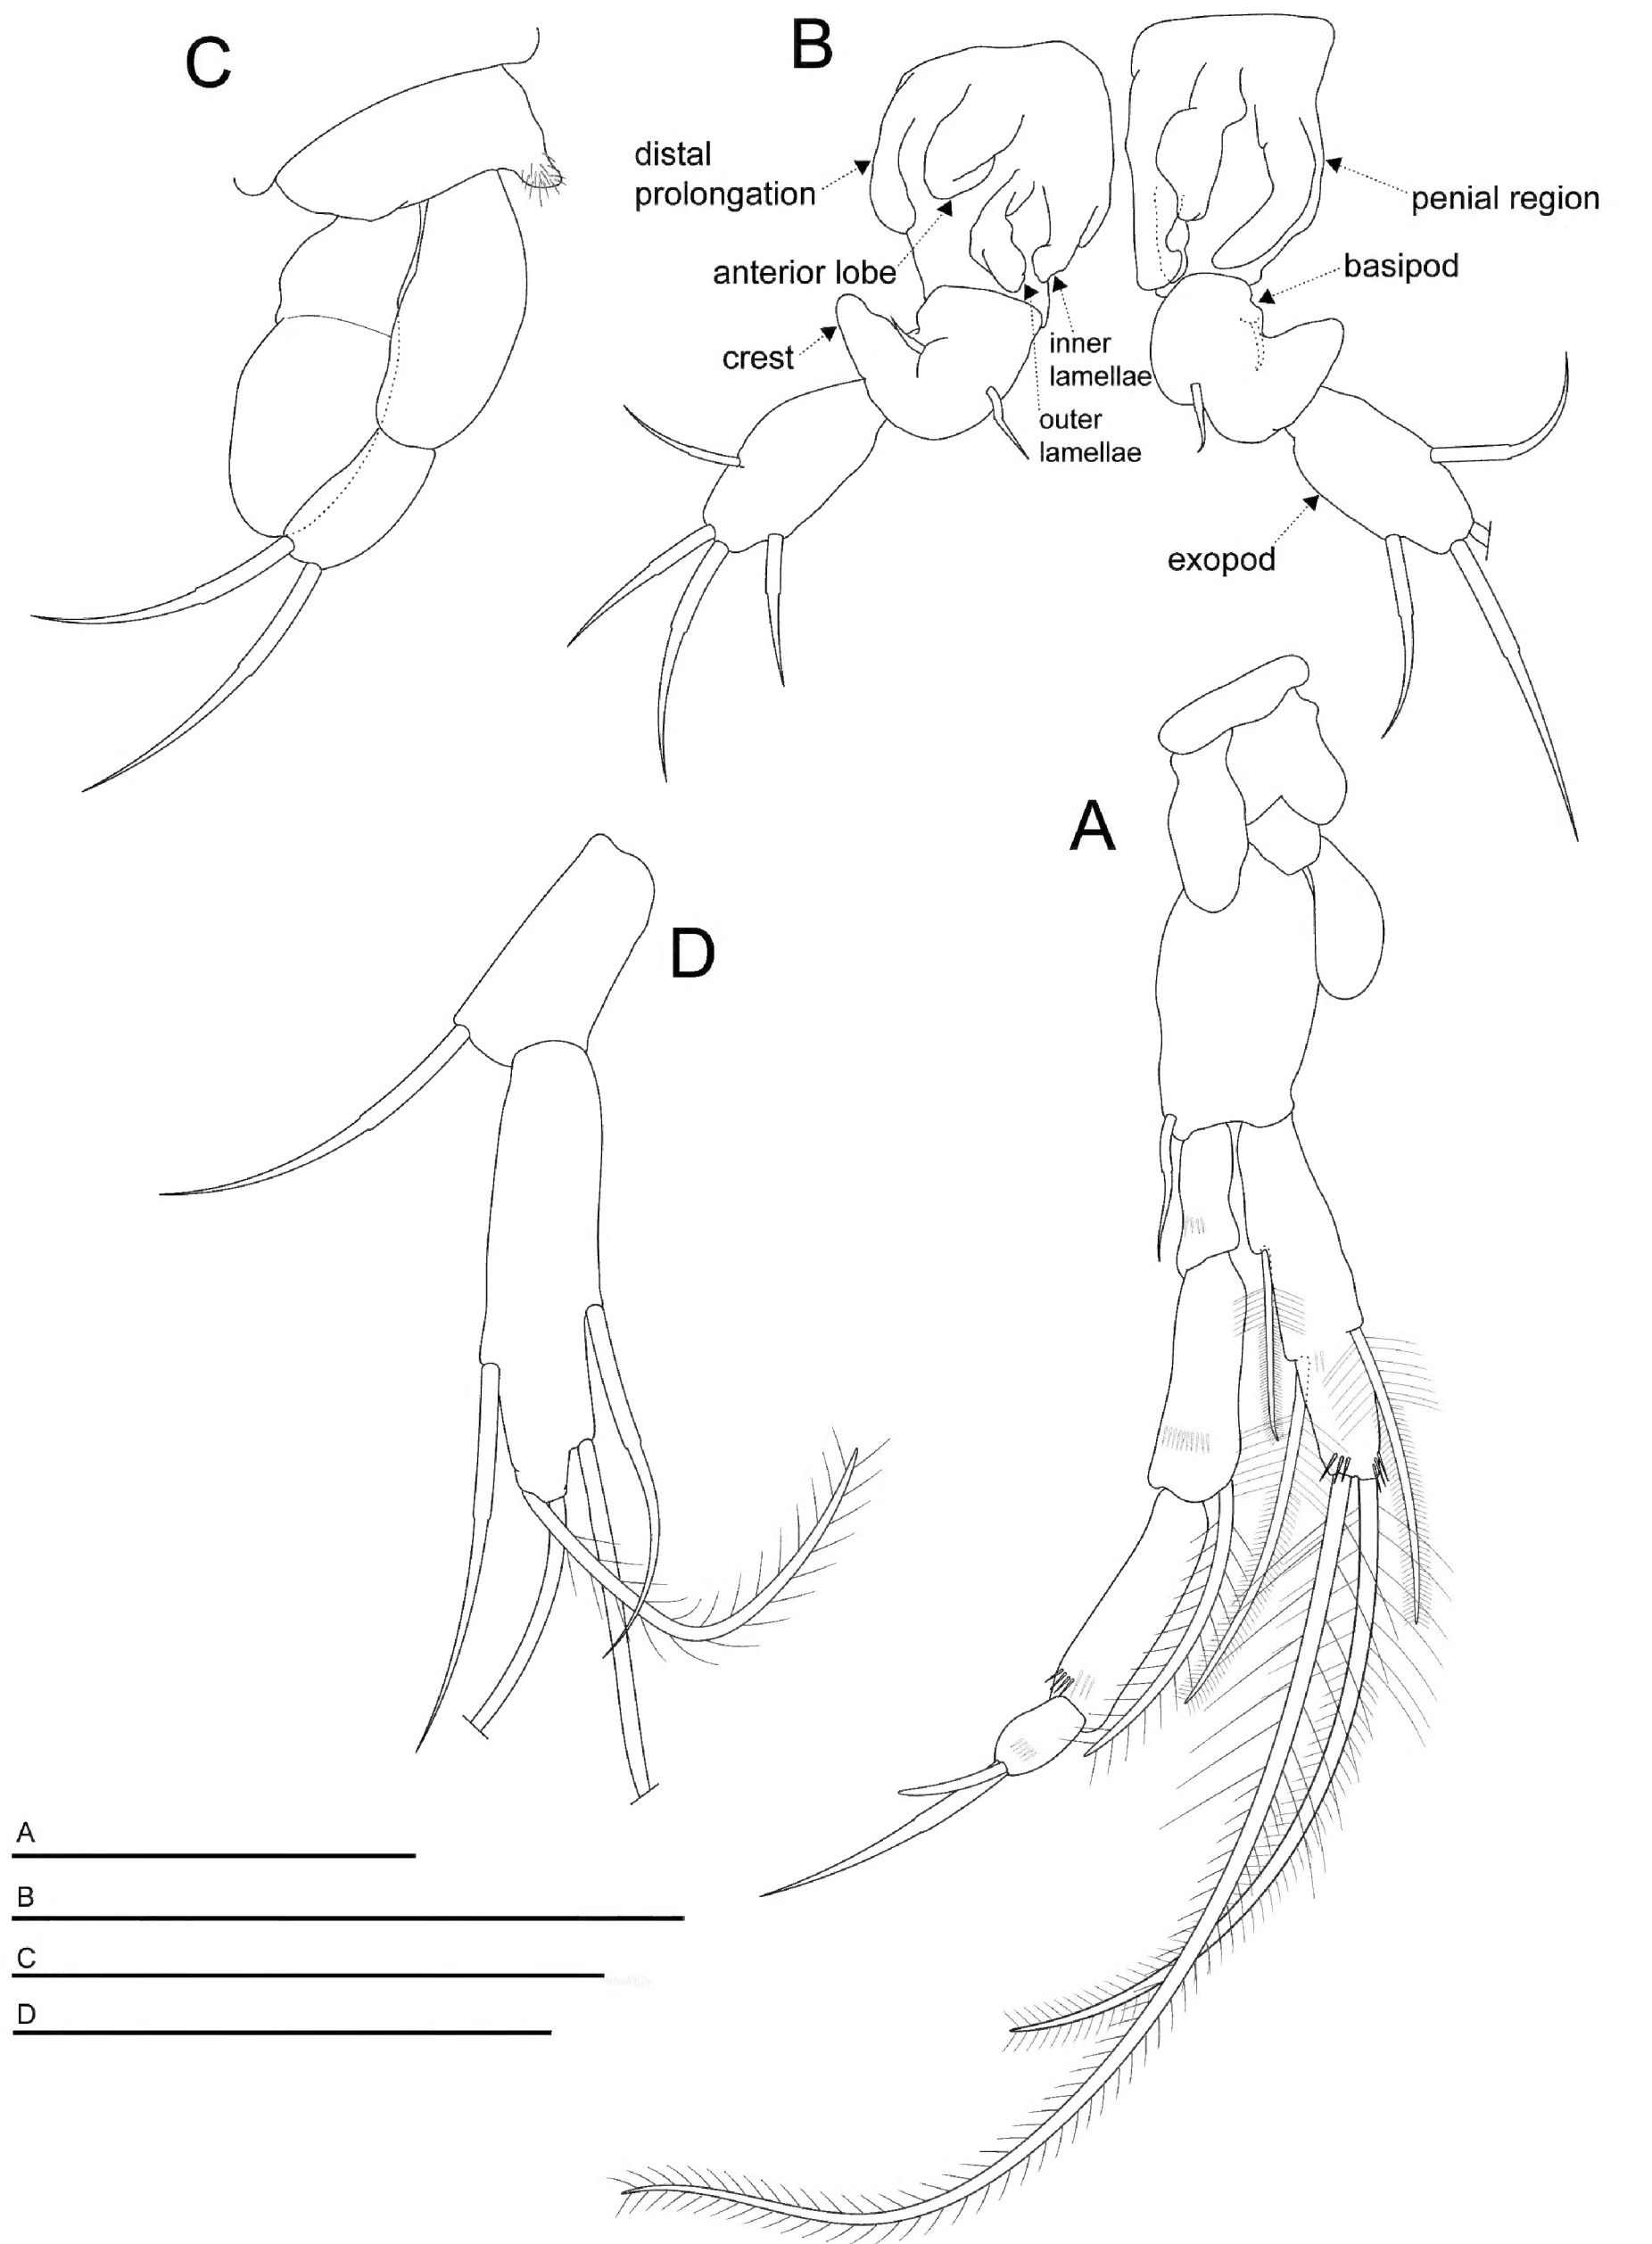 C
B
distal
prolongation
penial region
anterior lobe
basipod
crest
inner
lamellae
outer
lamellae
exopod
A
D
A
B
C
D